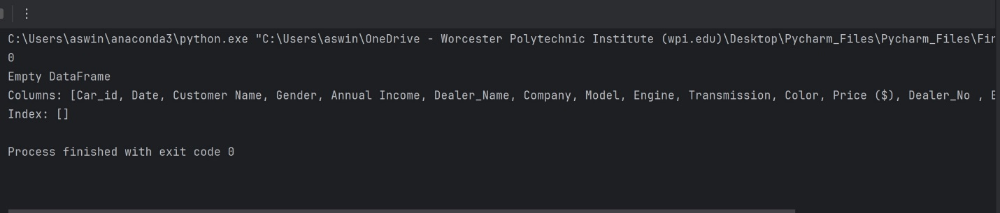 C:\Users\aswin\anaconda3\python.exe "C:\Users\aswin\OneDrive - Worcester Polytechnic Institute (wpi.edu)\Desktop\Pycharm_Files\Pycharm_Files\Fin
0
Empty DataFrame
Columns: [Car_id, Date, Customer Name, Gender, Annual Income, Dealer_Name, Company, Model, Engine, Transmission, Color, Price ($), Dealer_No ,
Index: []
Process finished with exit code 0